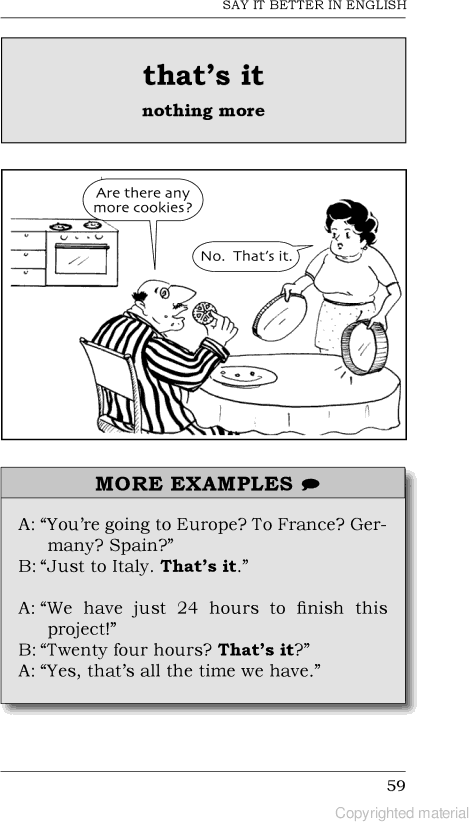 SAY IT BETTER IN ENGLISH
that's it
nothing more
Are there any
more cookies?
No. That's it.
MORE EXAMPLES
A: “You're going to Europe? To France? Ger-
many? Spain?”
B: “Just to Italy. That's it.”
A: “We have just 24 hours to finish this
project!”
B: “Twenty four hours? That's it?”
A: “Yes, that's all the time we have.”
59
Copyrighted material